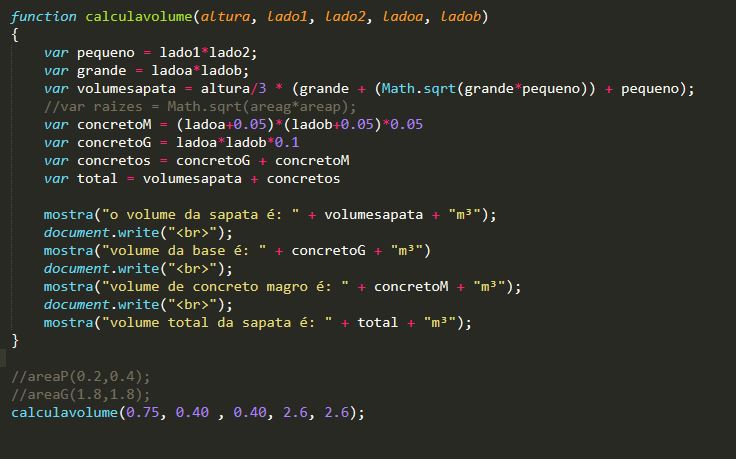 function calculavolume(altura, lado1, lado2, ladoa, ladob)
{
    var pequeno = lado1*lado2;
    var grande = ladoa*ladob;
    var volumesapata = altura/3 * (grande + (Math.sqrt(grande*pequeno)) + pequeno);
    //var raizes = Math.sqrt(areag*areap);
    var concretoM = (ladoa+0.05)*(ladob+0.05)*0.05
    var concretoG = ladoa*ladob*0.1
    var concretos = concretoG + concretoM
    var total = volumesapata + concretos

    mostra("o volume da sapata é: " + volumesapata + "m³");
    document.write("<br>");
    mostra("volume da base é: " + concretoG + "m³")
    document.write("<br>");
    mostra("volume de concreto magro é: " + concretoM + "m³");
    document.write("<br>");
    mostra("volume total da sapata é: " + total + "m³");
}

//areaP(0.2,0.4);
//areaG(1.8,1.8);
calculavolume(0.75, 0.40 , 0.40, 2.6, 2.6);